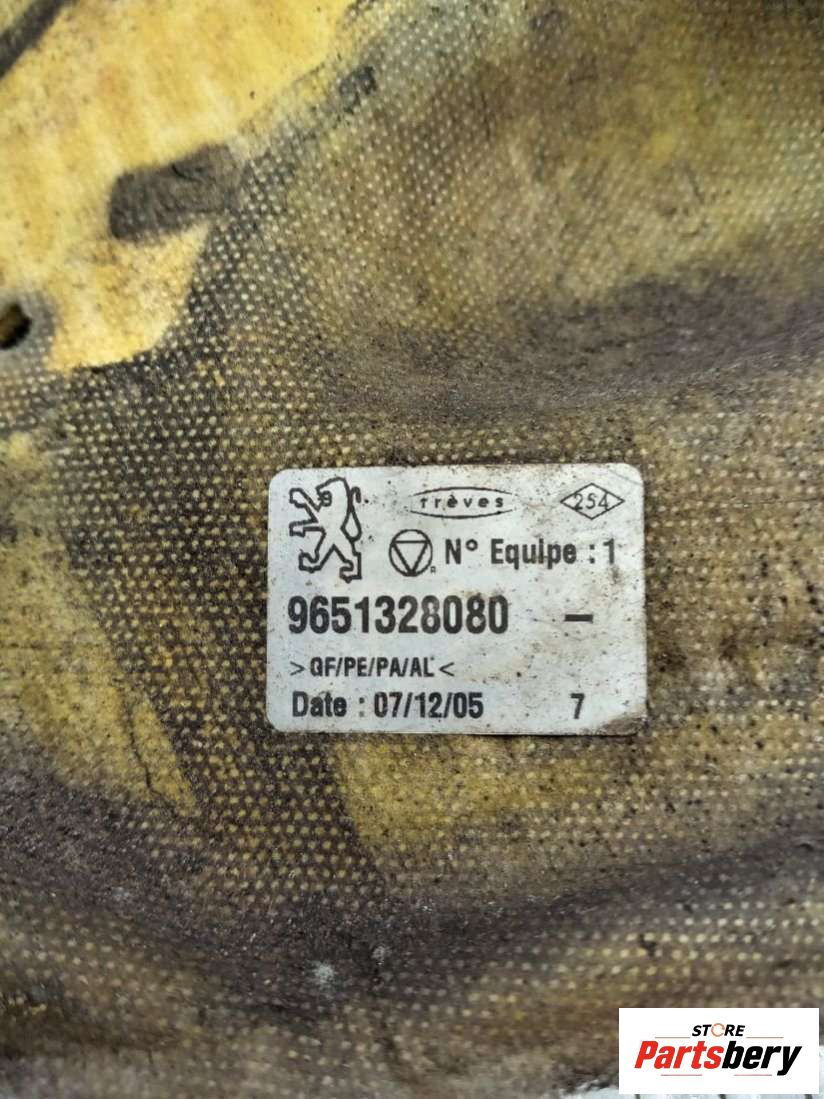 trèves
254
N° Equipe : 1
9651328080 –
>GF/PE/PA/AL<
Date : 07/12/05 7
STORE
Partsbery